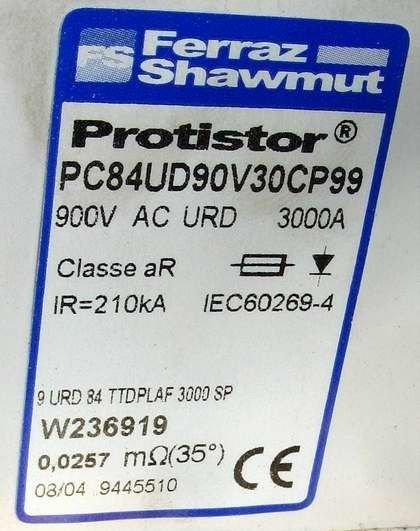 FS Ferraz
Shawmut
Protistor®
PC84UD90V30CP99
900V AC URD 3000A
Classe aR
IR=210kA IEC60269-4
9 URD 84 TTDPLAF 3000 SP
W236919
0,0257 mΩ(35°) CE
08/04 9445510